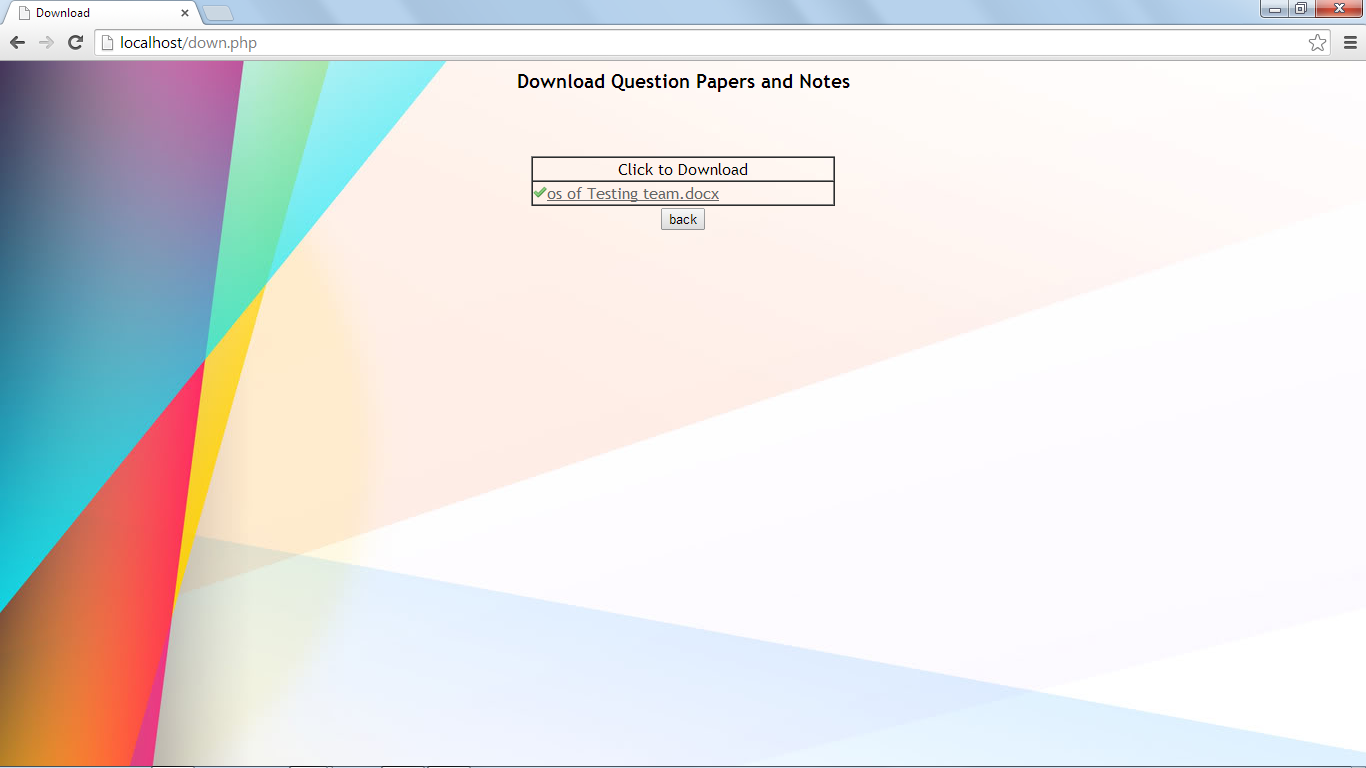 Download
localhost/down.php
Download Question Papers and Notes
Click to Download
os of Testing team.docx
back